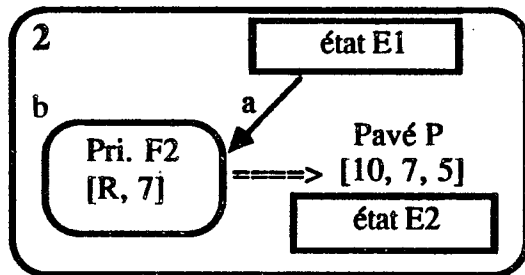 2
état E1
a
b
Pri. F2
[R, 7]
====>
Pavé P
[10, 7, 5]
état E2